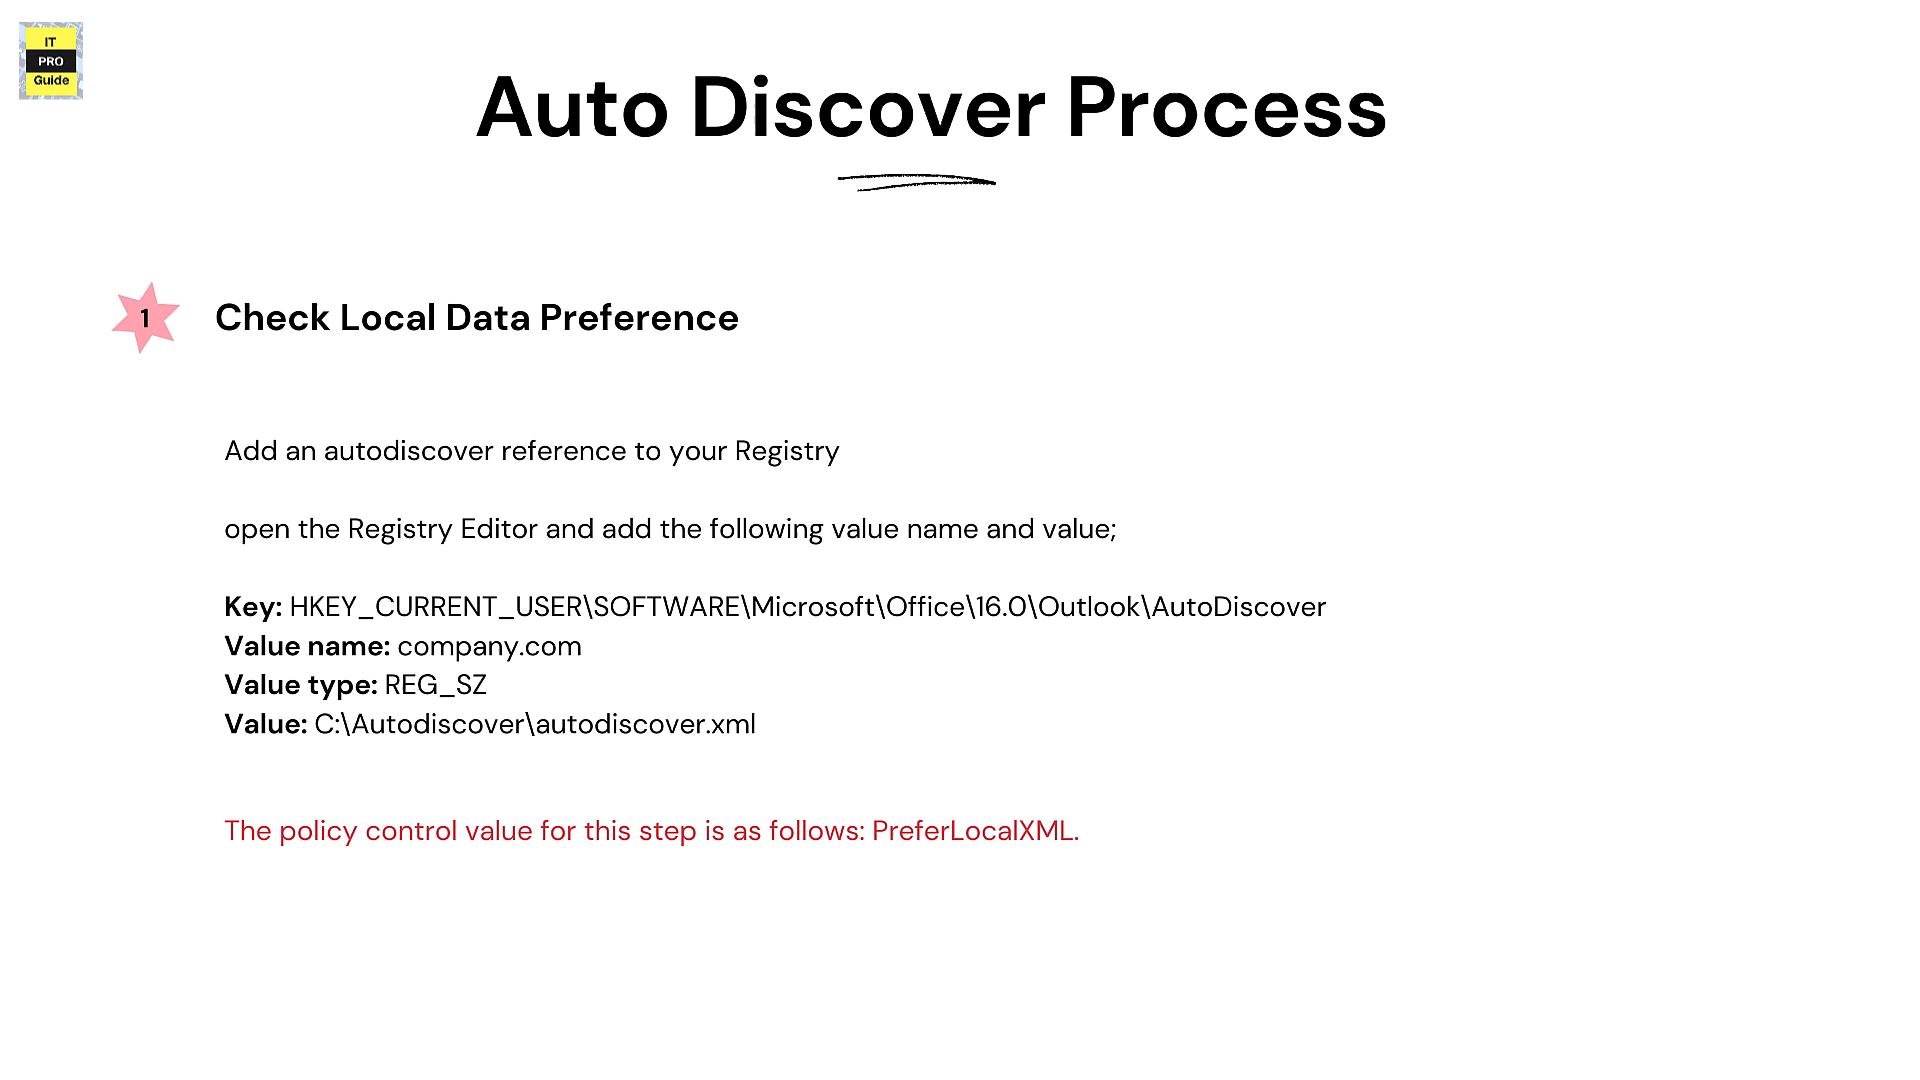 IT
PRO
Guide
Auto Discover Process
1
Check Local Data Preference
Add an autodiscover reference to your Registry
open the Registry Editor and add the following value name and value;
Key: HKEY_CURRENT_USER\SOFTWARE\Microsoft\Office\16.0\Outlook\AutoDiscover
Value name: company.com
Value type: REG_SZ
Value: C:\Autodiscover\autodiscover.xml
The policy control value for this step is as follows: PreferLocalXML.